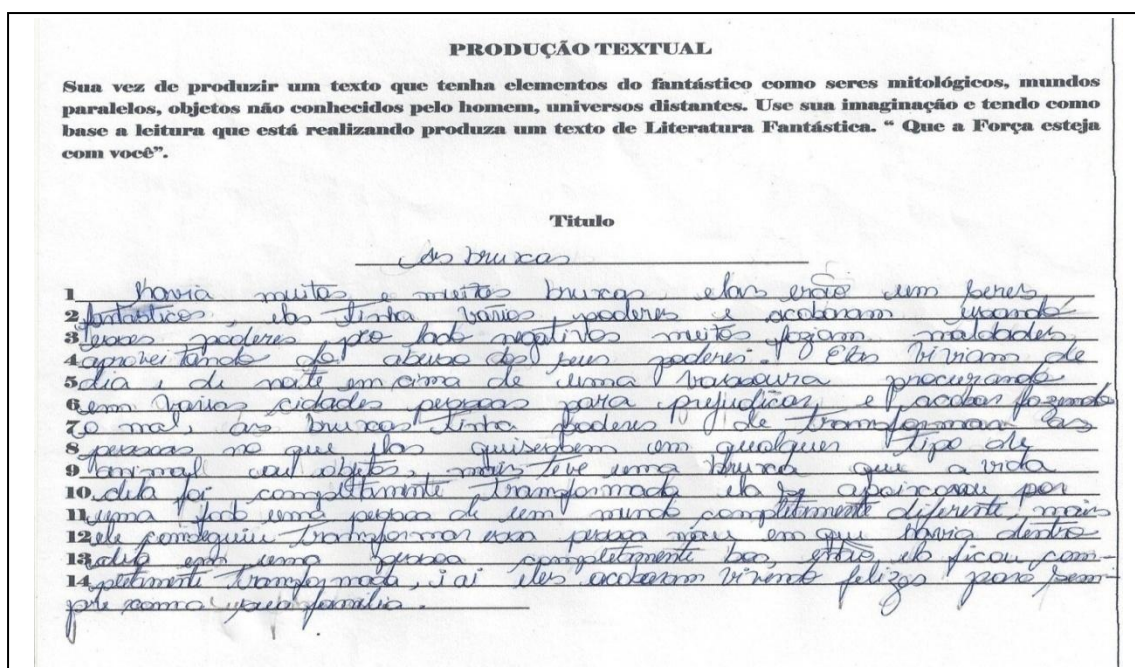 PRODUÇÃO TEXTUAL
Sua vez de produzir um texto que tenha elementos do fantástico como seres mitológicos, mundos
paralelos, objetos não conhecidos pelo homem, universos distantes. Use sua imaginação e tendo como
base a leitura que está realizando produza um texto de Literatura Fantástica. “ Que a Força esteja
com você”.
Titulo
As bruxas
1 havia muitas e muitas bruxas, elas erão um seres
2 fantásticos, elas tinha vários poderes e acabaram usando
3 esses poderes pro lado negativos muitos faziam maldades,
4 aproveitando do abuso dos seus poderes. Elas viviam de
5 dia e de noite em cima de uma vassoura procurando
6 em varias cidades pessoas para prejudicar, e acabar fazendo
7 o mal, as bruxas tinha poderes de transformar as
8 pessoas no que elas quisessem em qualquer tipo de
9 animal ou objetos, mais teve uma bruxa que a vida
10 dela foi completamente transformada ela se apaixonou por
11 uma uma pessoa de um mundo completamente diferente, mais
12 ele conseguiu transformar essa pessoa em que havia dentro
13 dela em uma pessoa completamente boa, então ela ficou com-
14 pletamente transformada, i ai eles acabaram vivendo felizes para sem-
pre como família.